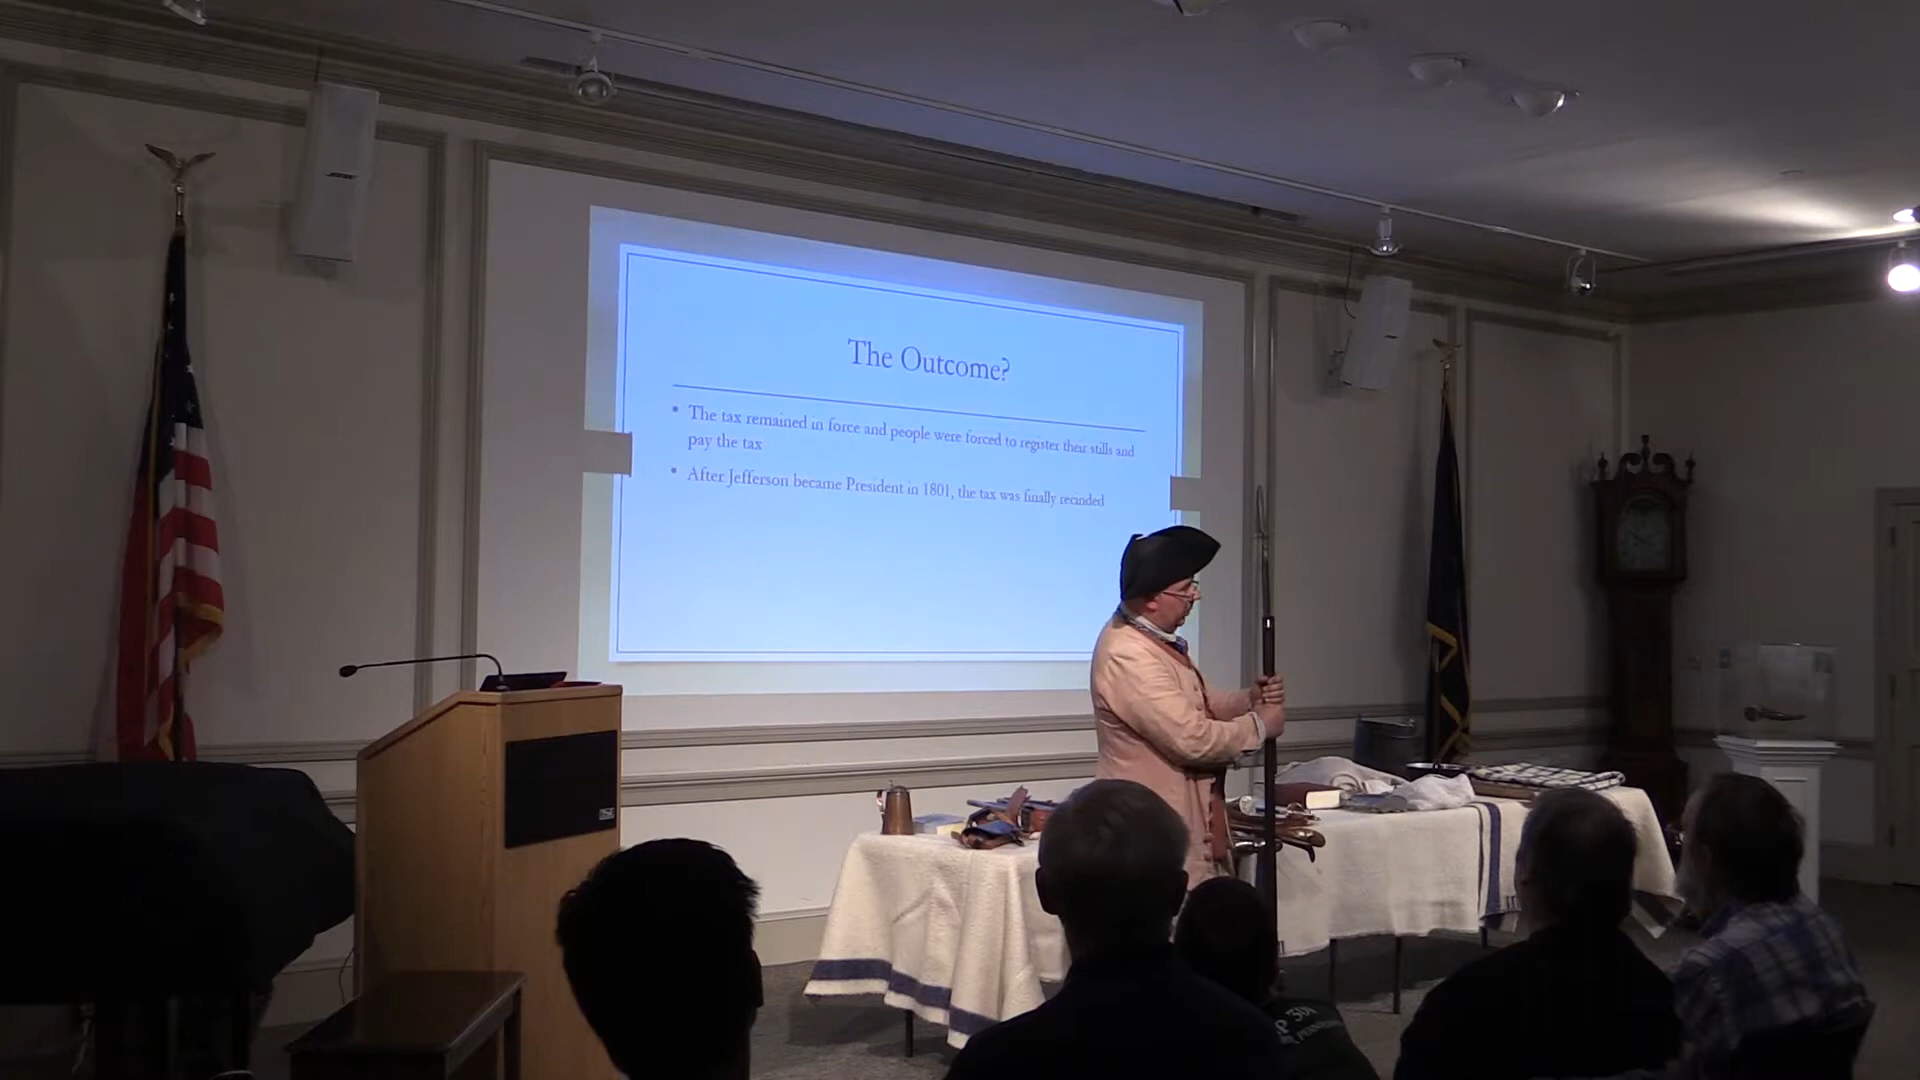 BOSE
The Outcome?
• The tax remained in force and people were forced to register their stills and
pay the tax
• After Jefferson became President in 1801, the tax was finally recinded